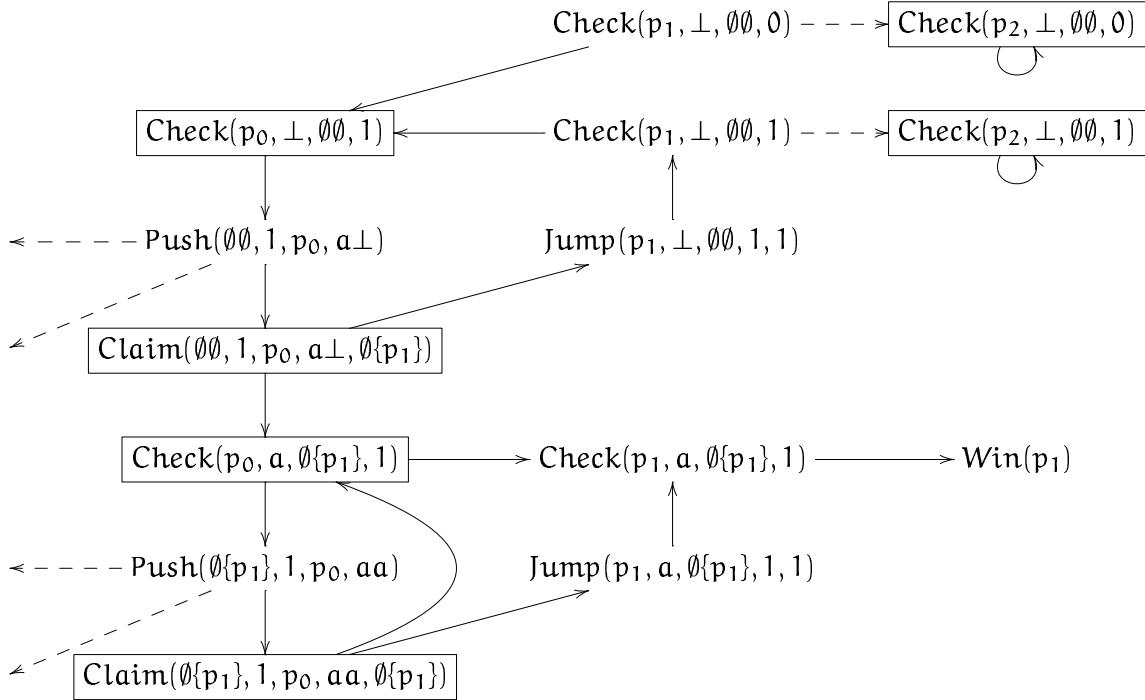 Check(p₁, ⊥, ∅∅, 0) Check(p₂, ⊥, ∅∅, 0)
Check(p₀, ⊥, ∅∅, 1) Check(p₁, ⊥, ∅∅, 1) Check(p₂, ⊥, ∅∅, 1)
Push(∅∅, 1, p₀, a⊥) Jump(p₁, ⊥, ∅∅, 1, 1)
Claim(∅∅, 1, p₀, a⊥, ∅{p₁})
Check(p₀, a, ∅{p₁}, 1) Check(p₁, a, ∅{p₁}, 1) Win(p₁)
Push(∅{p₁}, 1, p₀, aa) Jump(p₁, a, ∅{p₁}, 1, 1)
Claim(∅{p₁}, 1, p₀, aa, ∅{p₁})